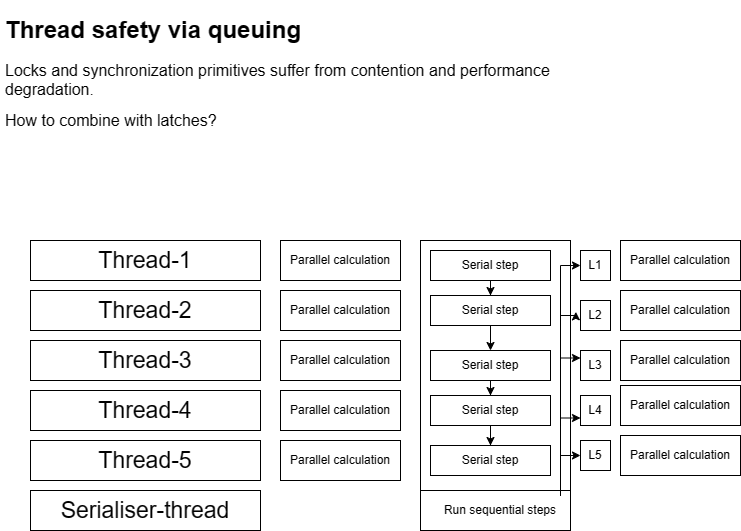 Thread safety via queuing
Locks and synchronization primitives suffer from contention and performance
degradation.
How to combine with latches?
Thread-1
Parallel calculation
Serial step
L1
Parallel calculation
Thread-2
Parallel calculation
Serial step
L2
Parallel calculation
Thread-3
Parallel calculation
Serial step
L3
Parallel calculation
Thread-4
Parallel calculation
Serial step
L4
Parallel calculation
Thread-5
Parallel calculation
Serial step
L5
Parallel calculation
Serialiser-thread
Run sequential steps